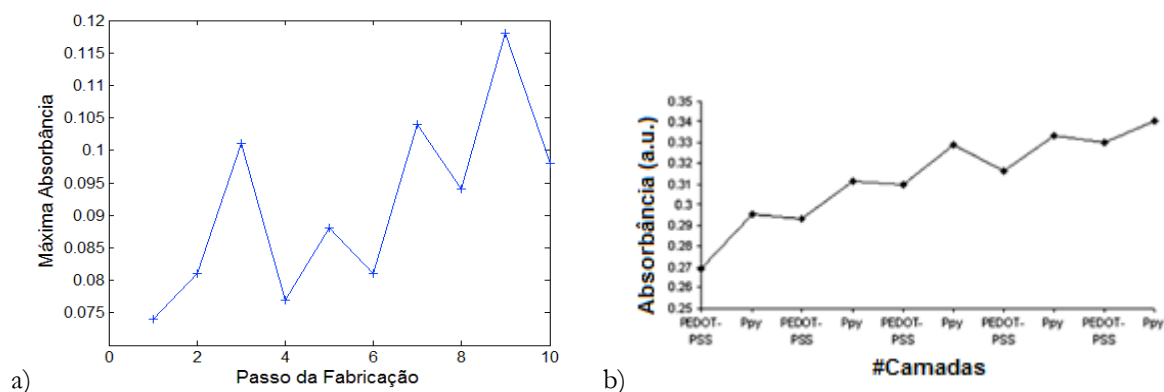 0.12
0.115
0.11
0.105
0.1
0.095
0.09
0.085
0.08
0.075
Máxima Absorbância
0 2 4 6 8 10
Passo da Fabricação
a)
0.35
0.34
0.33
0.32
0.31
0.3
0.29
0.28
0.27
0.26
0.25
Absorbância (a.u.)
PEDOT- Ppy PEDOT- Ppy PEDOT- Ppy PEDOT- Ppy PEDOT- Ppy
PSS PSS PSS PSS PSS
#Camadas
b)